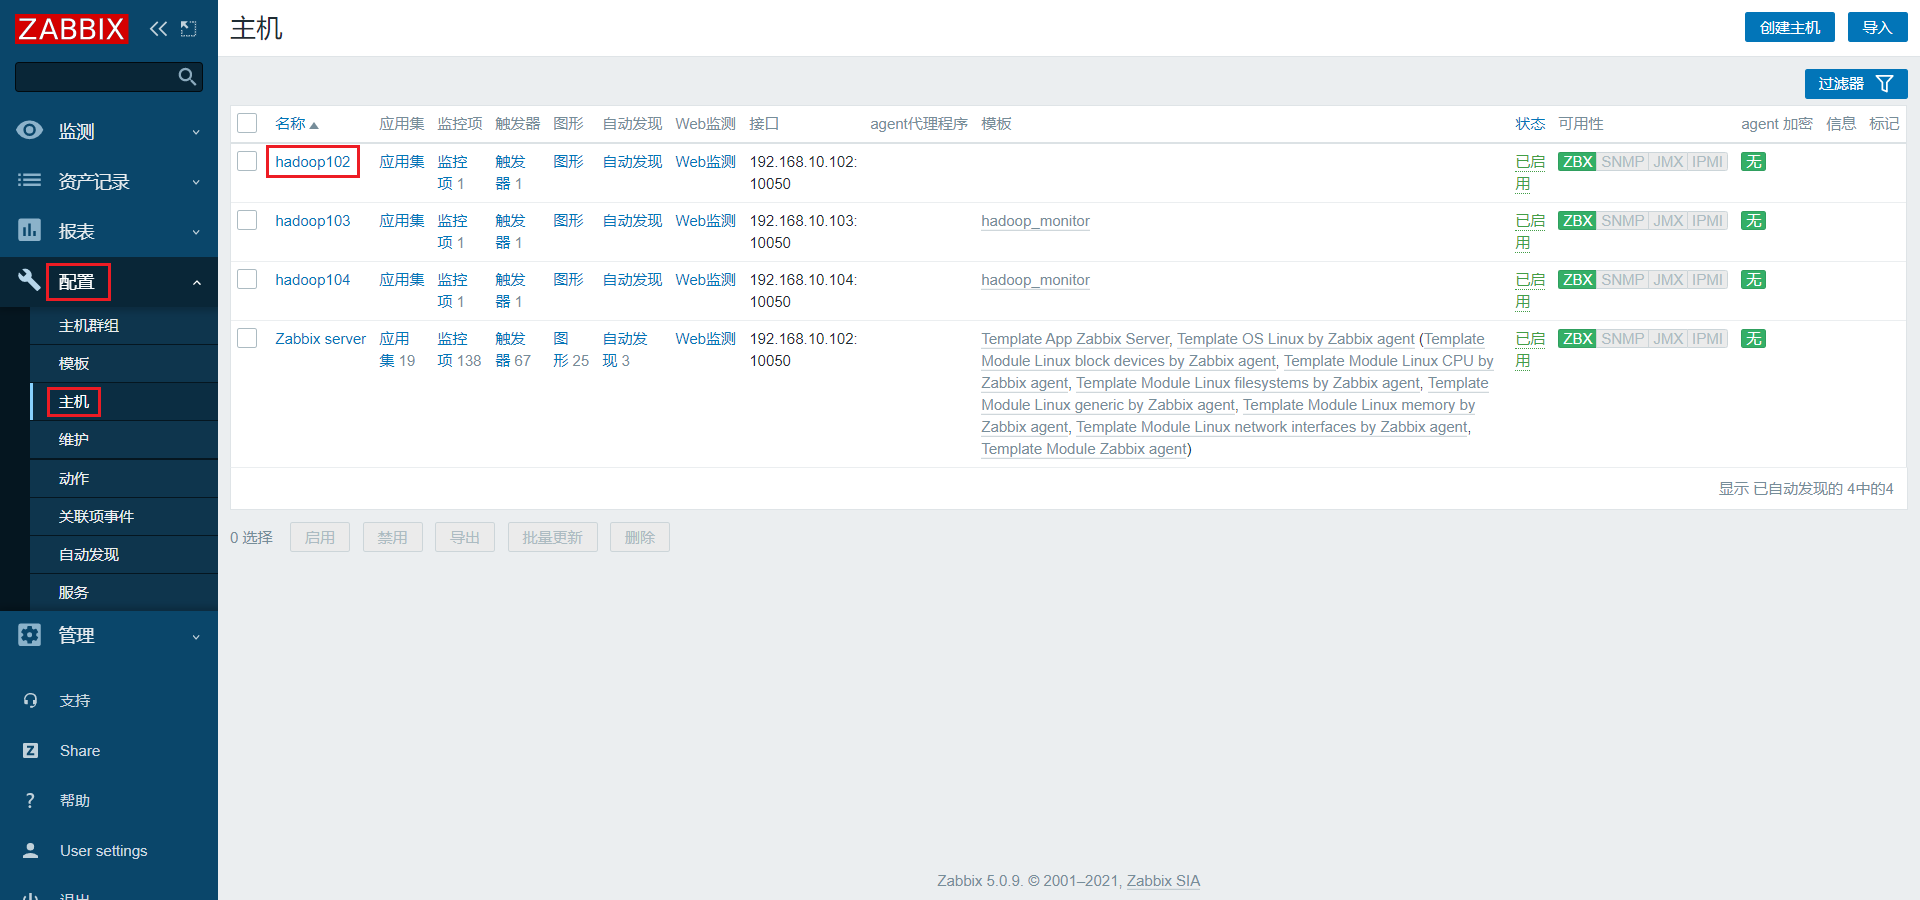 ZABBIX
监测
资产记录
报表
配置
主机群组
模板
主机
维护
动作
关联项事件
自动发现
服务
管理
支持
Share
帮助
User settings
退出
主机
创建主机 导入
过滤器
名称 应用集 监控项 触发器 图形 自动发现 Web监测 接口 agent代理程序 模板 状态 可用性 agent 加密 信息 标记
hadoop102 应用集 监控 触发 图形 自动发现 Web监测 192.168.10.102: 已启 ZBX SNMP JMX IPMI 无
项 1 器 1 10050 用
hadoop103 应用集 监控 触发 图形 自动发现 Web监测 192.168.10.103: hadoop_monitor 已启 ZBX SNMP JMX IPMI 无
项 1 器 1 10050 用
hadoop104 应用集 监控 触发 图形 自动发现 Web监测 192.168.10.104: hadoop_monitor 已启 ZBX SNMP JMX IPMI 无
项 1 器 1 10050 用
Zabbix server 应用 监控 触发 图 自动发 Web监测 192.168.10.102: Template App Zabbix Server, Template OS Linux by Zabbix agent (Template 已启 ZBX SNMP JMX IPMI 无
集 19 项 138 器 67 形 25 现 3 10050 Module Linux block devices by Zabbix agent, Template Module Linux CPU by 用
Zabbix agent, Template Module Linux filesystems by Zabbix agent, Template
Module Linux generic by Zabbix agent, Template Module Linux memory by
Zabbix agent, Template Module Linux network interfaces by Zabbix agent,
Template Module Zabbix agent)
显示 已自动发现的 4中的4
0 选择 启用 禁用 导出 批量更新 删除
Zabbix 5.0.9. © 2001–2021, Zabbix SIA